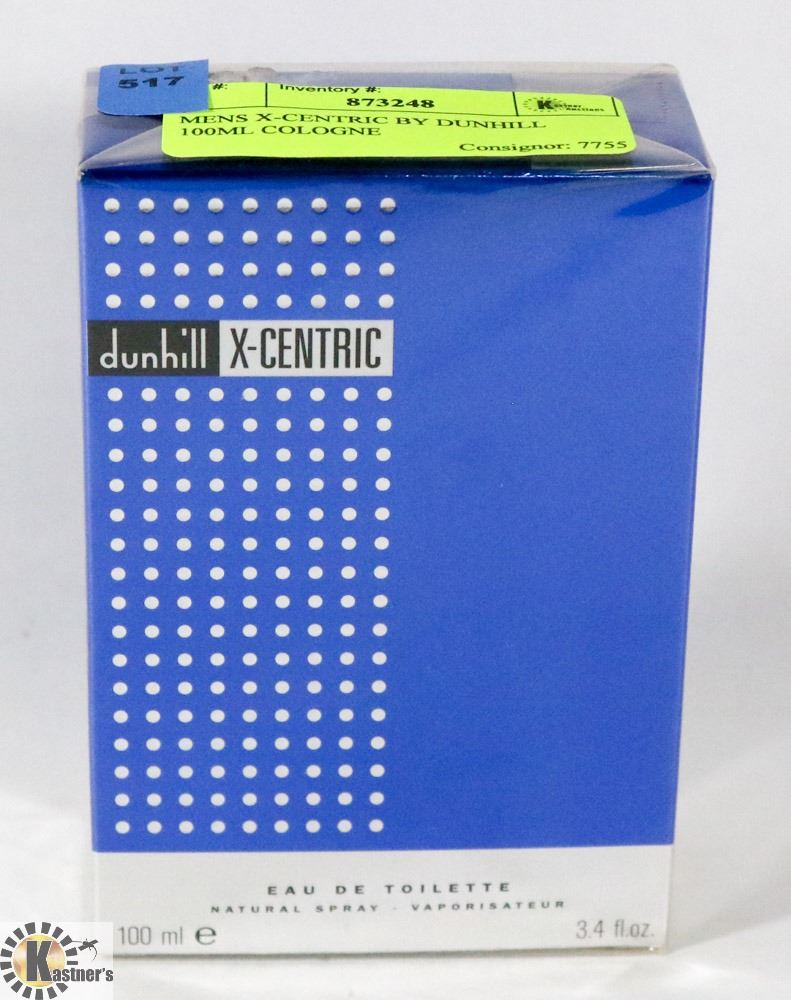 LOT
517
#:
Inventory #:
873248
Kastner
Auctions
MENS X-CENTRIC BY DUNHILL
100ML COLOGNE
Consignor: 7755
dunhill X-CENTRIC
EAU DE TOILETTE
NATURAL SPRAY - VAPORISATEUR
100 ml e 3.4 fl.oz.
Kastner's